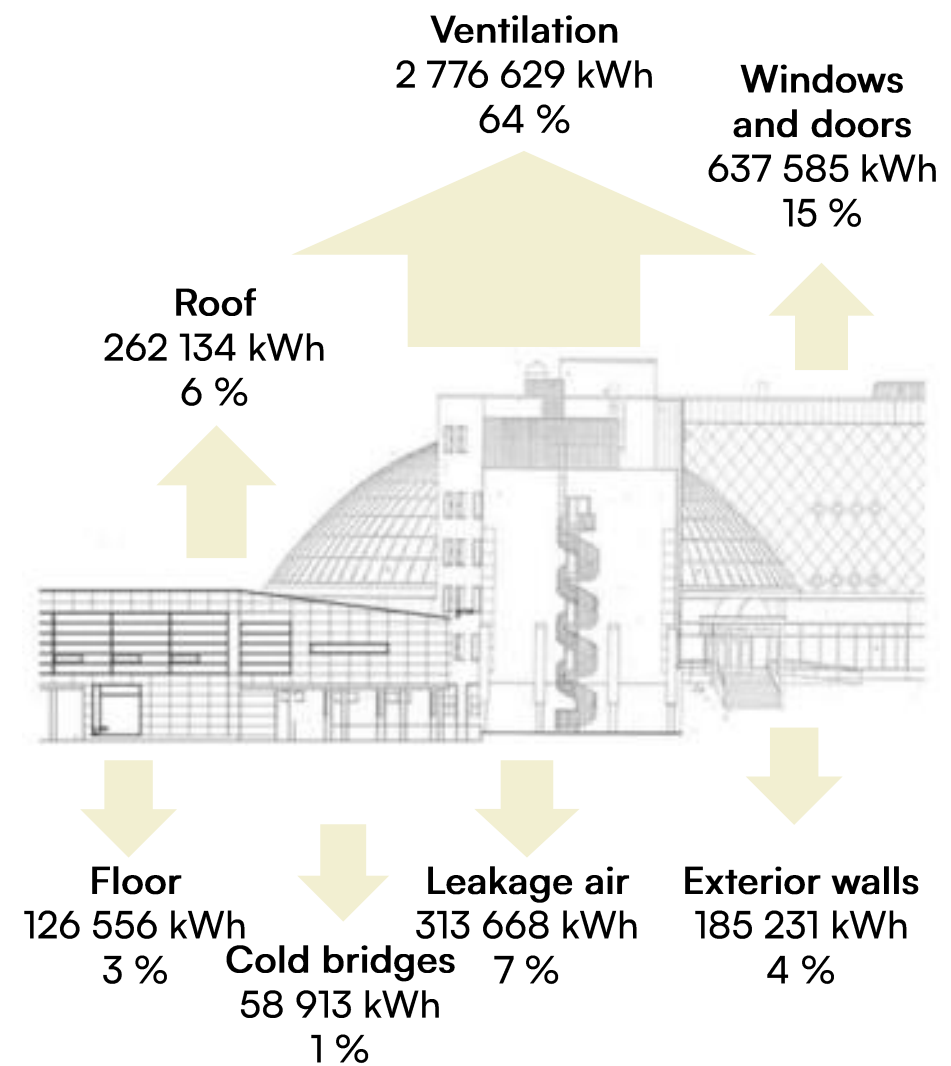 Ventilation
2 776 629 kWh
64 %
Windows
and doors
637 585 kWh
15 %
Roof
262 134 kWh
6 %
Floor
126 556 kWh
3 %
Cold bridges
58 913 kWh
1 %
Leakage air
313 668 kWh
7 %
Exterior walls
185 231 kWh
4 %